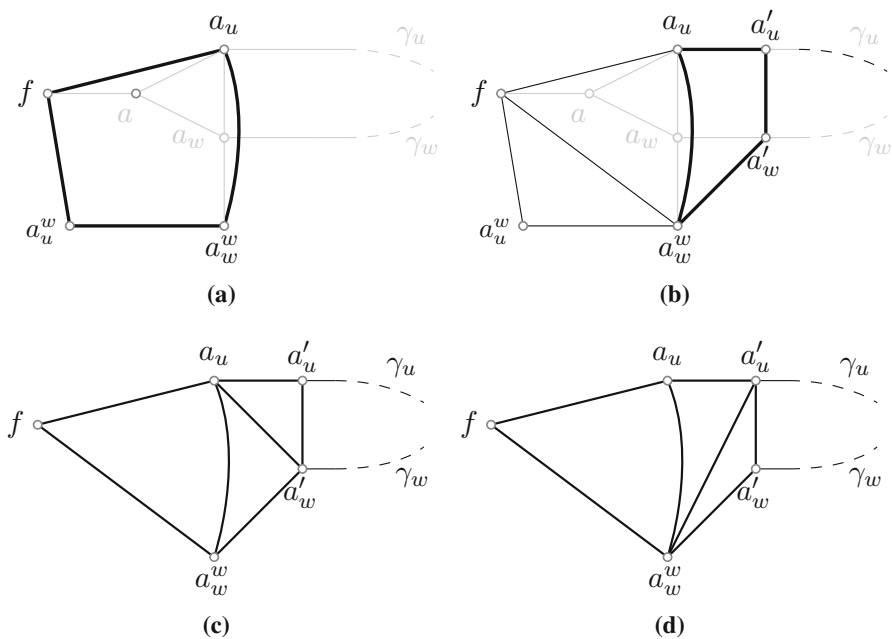 a_u γ_u
f a a_w γ_w
a_u^w a_w^w
(a)
a_u a'_u γ_u
f a a_w a'_w γ_w
a_u^w a_w^w
(b)
a_u a'_u γ_u
f a'_w γ_w
a_w^w
(c)
a_u a'_u γ_u
f a'_w γ_w
a_w^w
(d)